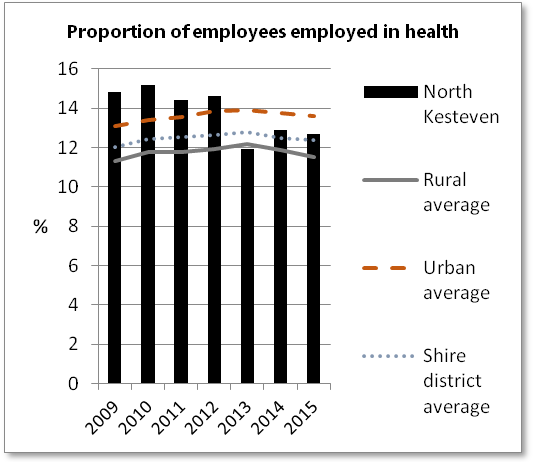 Proportion of employees employed in health
16
14
12
10
8
6
4
2
0
%
2009
2010
2011
2012
2013
2014
2015
North
Kesteven
Rural
average
Urban
average
Shire
district
average